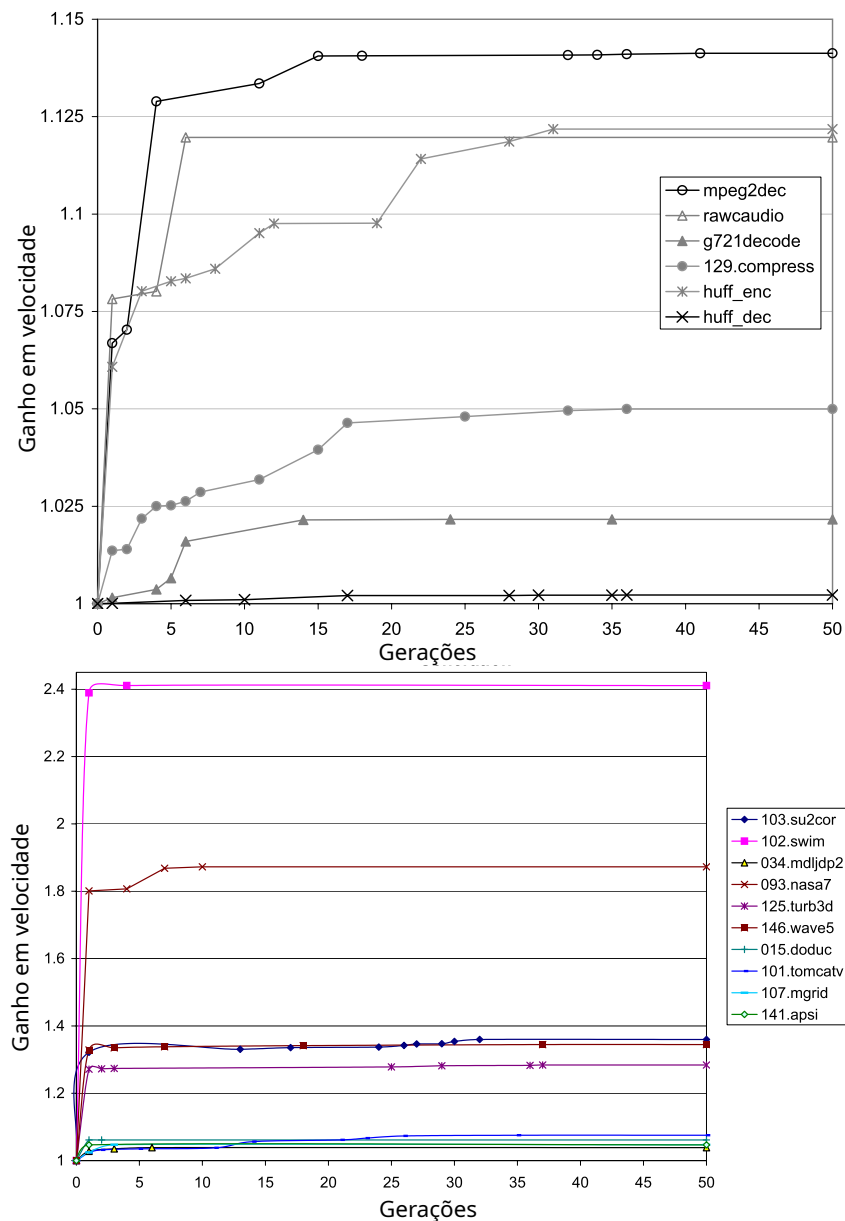 1.15
1.125
1.1
1.075
1.05
1.025
1
Ganho em velocidade
mpeg2dec
rawcaudio
g721decode
129.compress
huff_enc
huff_dec
0 5 10 15 20 25 30 35 40 45 50
Gerações
2.4
2.2
2
1.8
1.6
1.4
1.2
1
Ganho em velocidade
103.su2cor
102.swim
034.mdljdp2
093.nasa7
125.turb3d
146.wave5
015.doduc
101.tomcatv
107.mgrid
141.apsi
0 5 10 15 20 25 30 35 40 45 50
Gerações